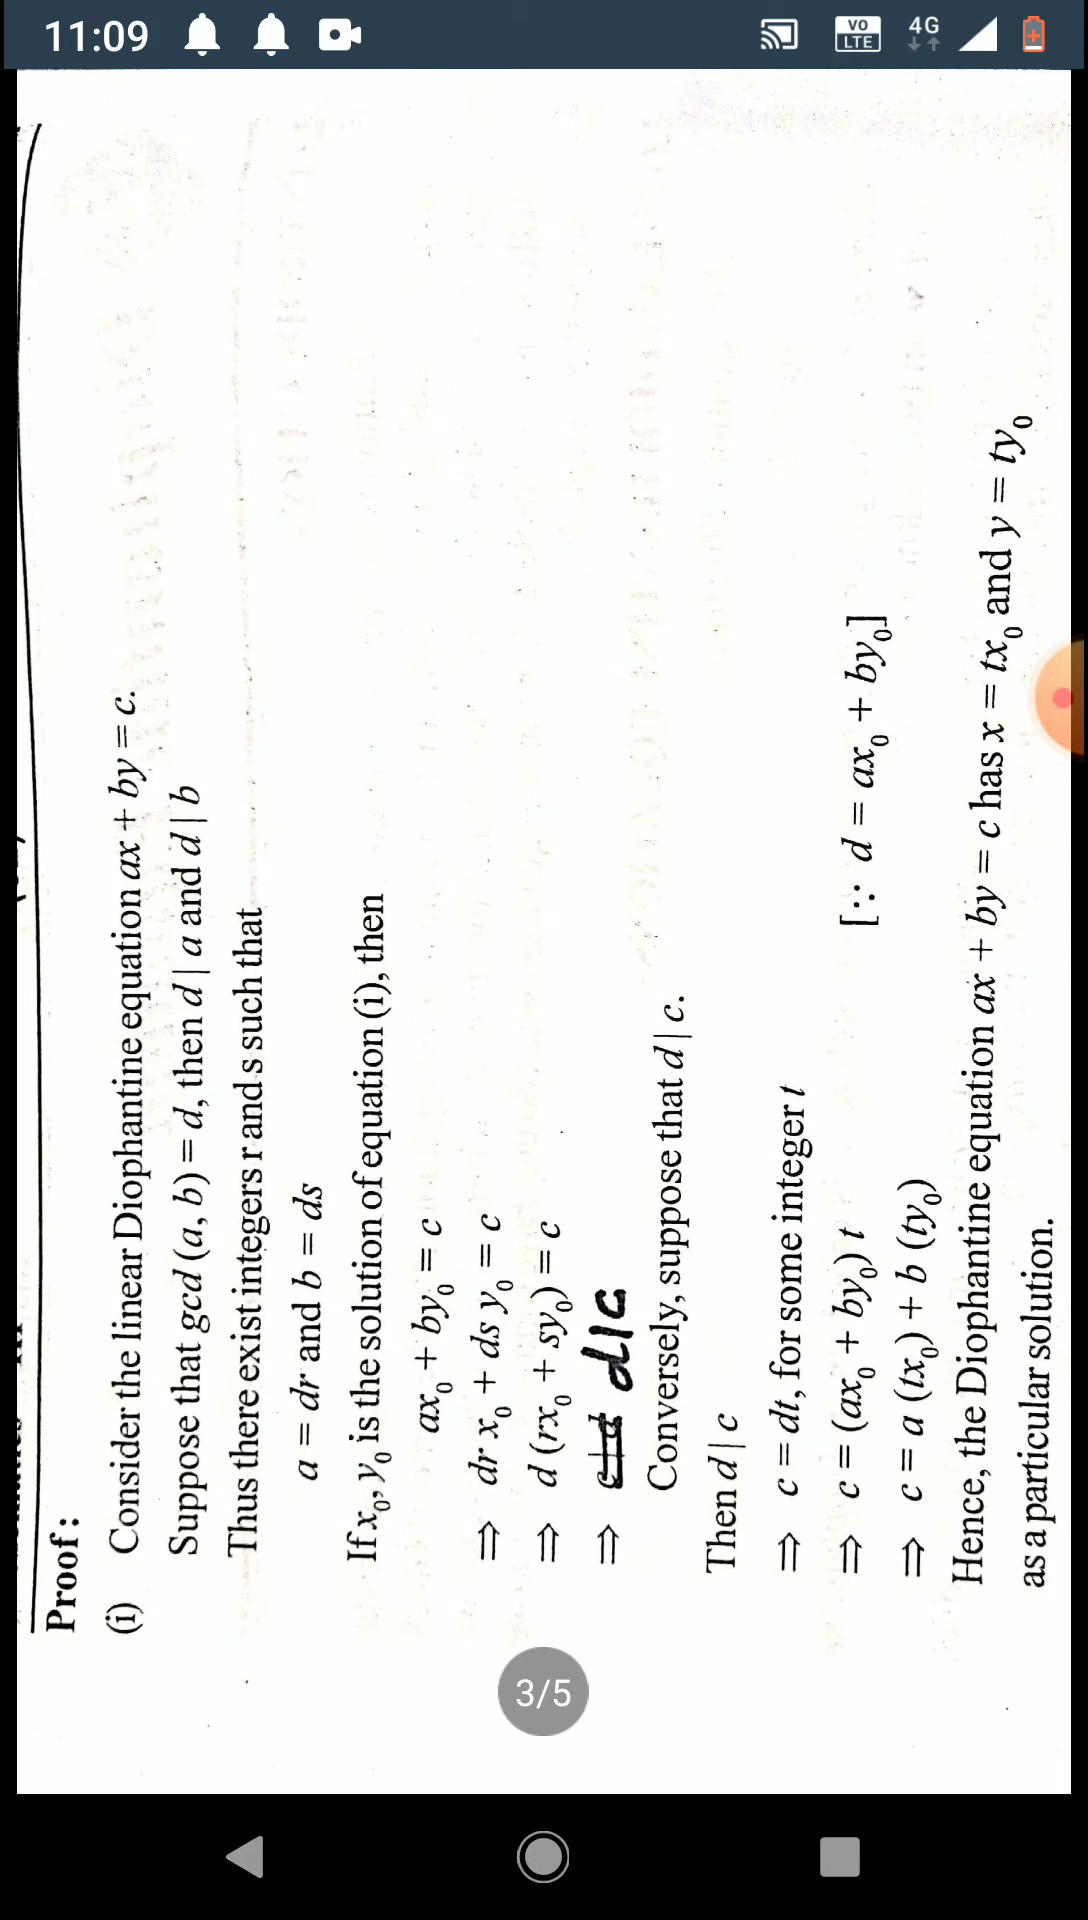 11:09
VO LTE
4G
Proof:
(i) Consider the linear Diophantine equation ax + by = c.
Suppose that gcd (a, b) = d, then d | a and d | b
Thus there exist integers r and s such that
a = dr and b = ds
If x₀, y₀ is the solution of equation (i), then
ax₀ + by₀ = c
⇒ dr x₀ + ds y₀ = c
⇒ d (rx₀ + sy₀) = c
⇒ d|c
Conversely, suppose that d | c.
Then d | c
⇒ c = dt, for some integer t
⇒ c = (ax₀ + by₀) t [∵ d = ax₀ + by₀]
⇒ c = a (tx₀) + b (ty₀)
Hence, the Diophantine equation ax + by = c has x = tx₀ and y = ty₀
as a particular solution.
3/5